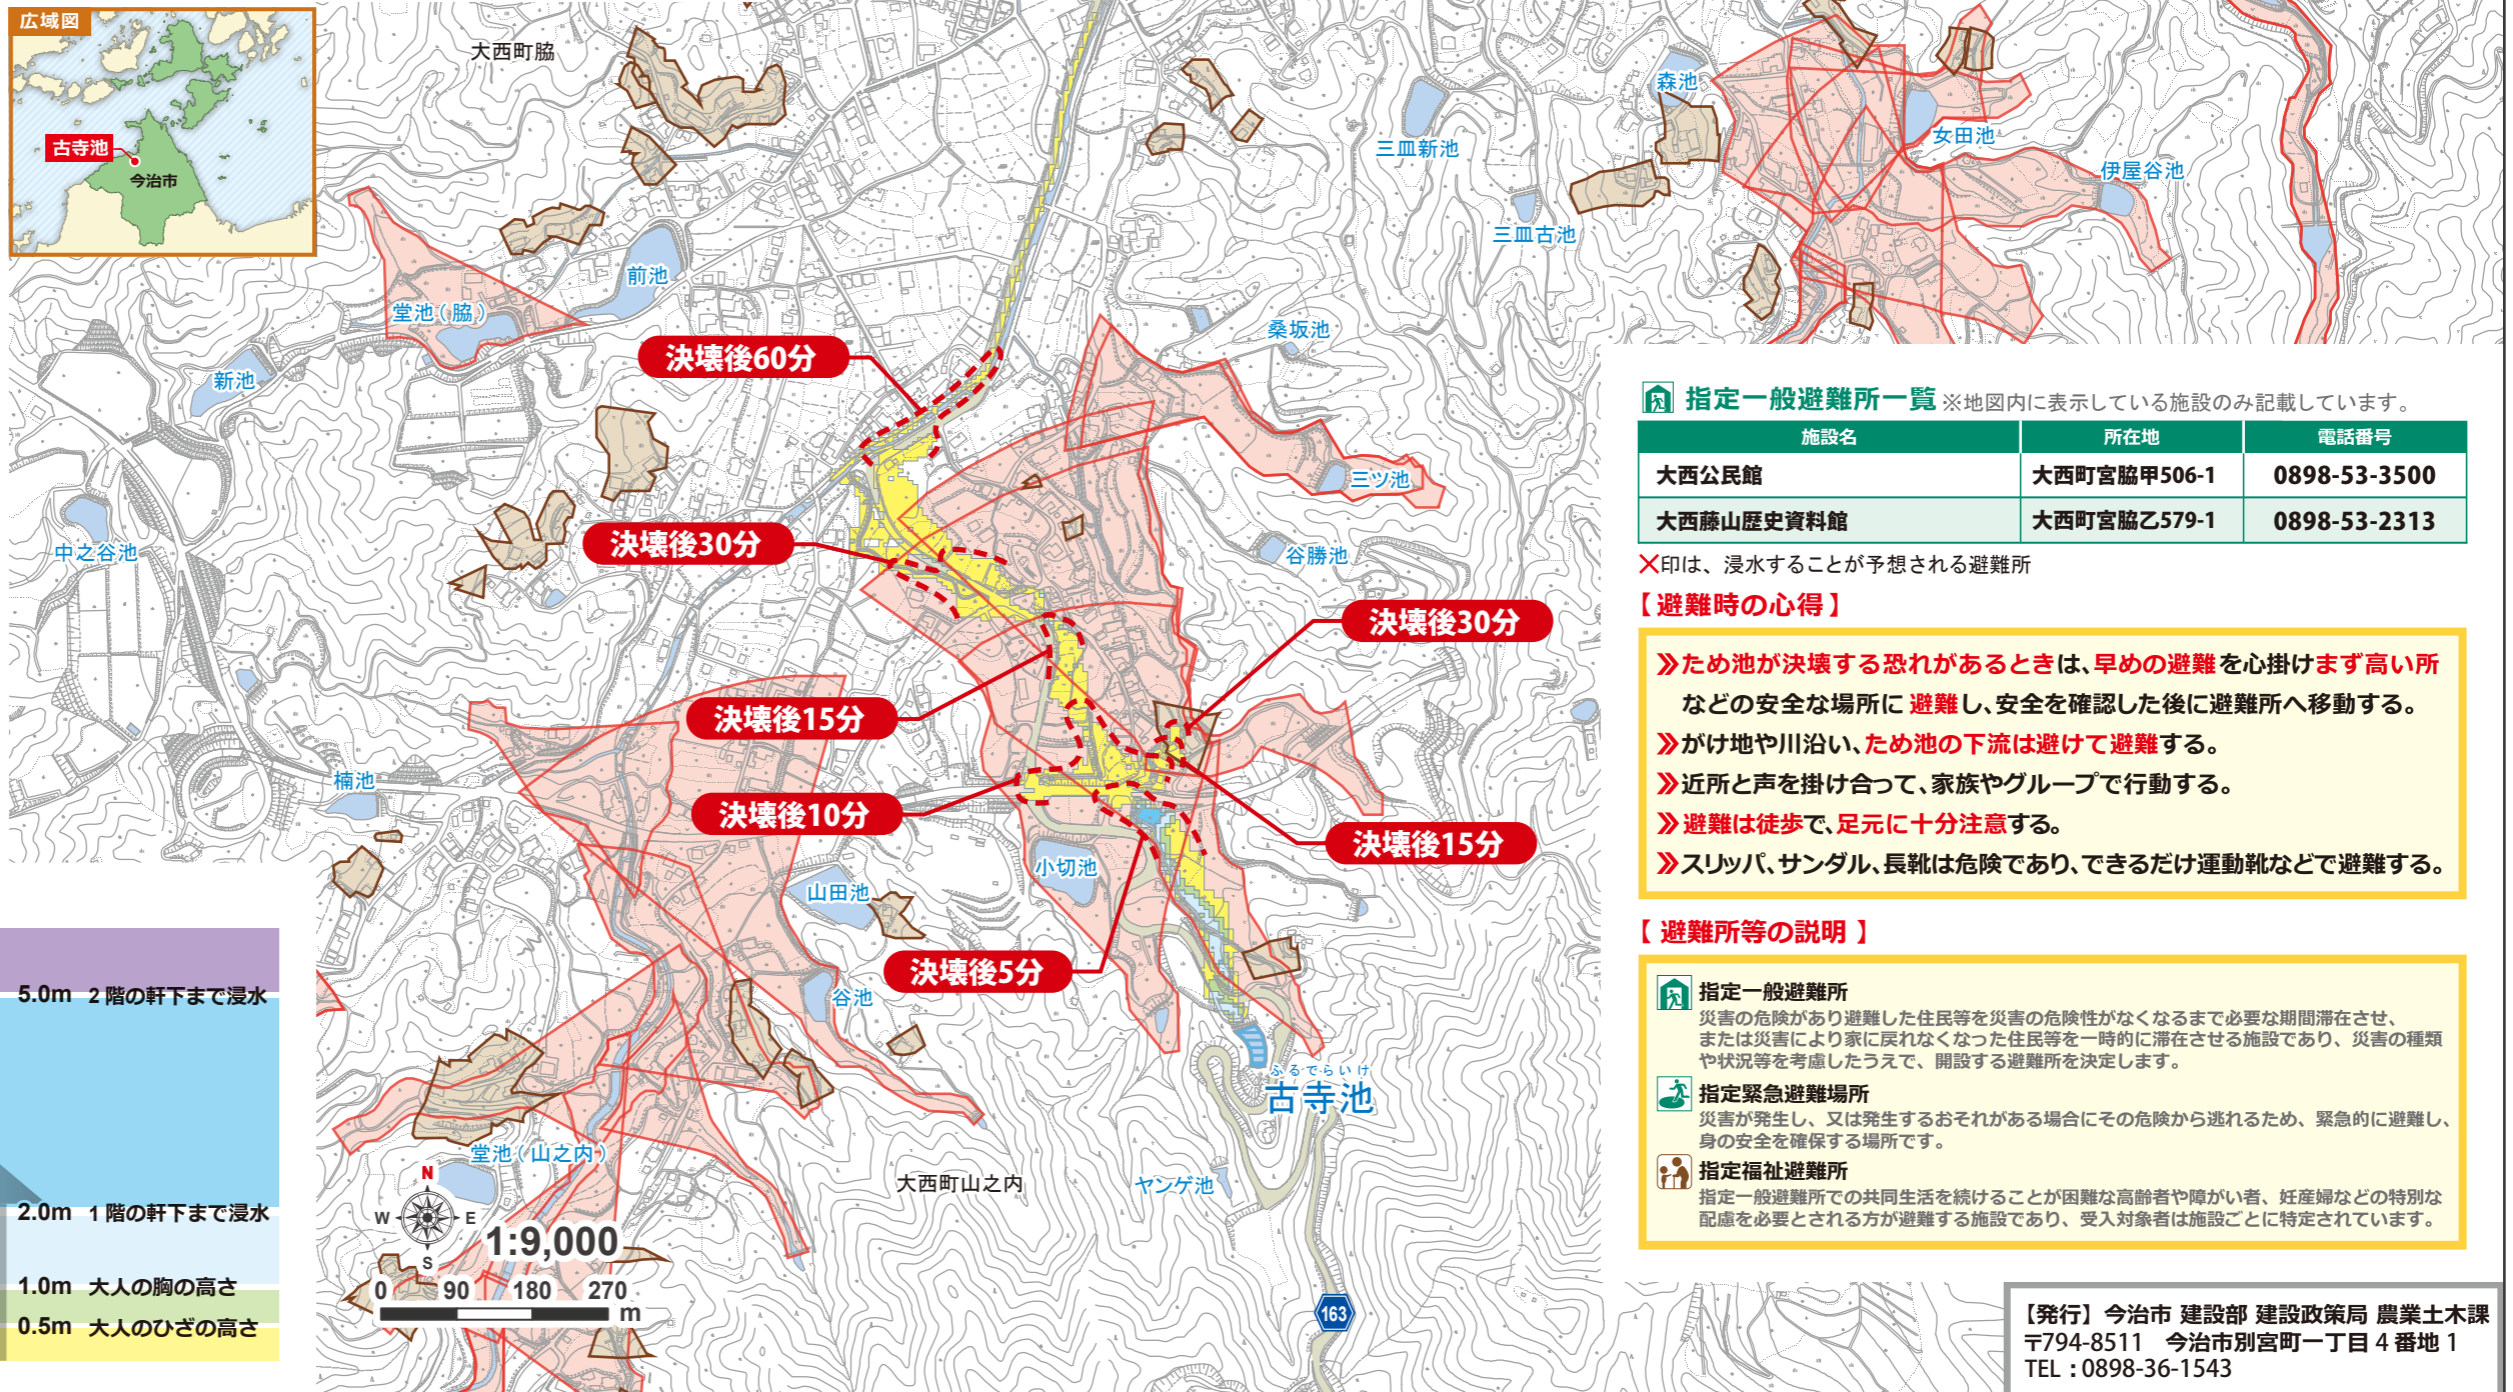 広域図
古寺池
今治市
大西町脇
森池
三皿新池
女田池
伊屋谷池
三皿古池
前池
堂池(脇)
桑坂池
新池
決壊後60分
三ツ池
中之谷池
決壊後30分
谷勝池
決壊後30分
決壊後15分
楠池
決壊後10分
決壊後15分
小切池
山田池
決壊後5分
谷池
ふるでらいけ
古寺池
堂池(山之内)
大西町山之内
ヤンゲ池
163
N
W
E
S
1:9,000
0 90 180 270
m
5.0m 2階の軒下まで浸水
2.0m 1階の軒下まで浸水
1.0m 大人の胸の高さ
0.5m 大人のひざの高さ
指定一般避難所一覧 ※地図内に表示している施設のみ記載しています。
施設名 所在地 電話番号
大西公民館 大西町宮脇甲506-1 0898-53-3500
大西藤山歴史資料館 大西町宮脇乙579-1 0898-53-2313
×印は、浸水することが予想される避難所
【避難時の心得】
≫ため池が決壊する恐れがあるときは、早めの避難を心掛けまず高い所
などの安全な場所に避難し、安全を確認した後に避難所へ移動する。
≫がけ地や川沿い、ため池の下流は避けて避難する。
≫近所と声を掛け合って、家族やグループで行動する。
≫避難は徒歩で、足元に十分注意する。
≫スリッパ、サンダル、長靴は危険であり、できるだけ運動靴などで避難する。
【避難所等の説明】
指定一般避難所
災害の危険があり避難した住民等を災害の危険性がなくなるまで必要な期間滞在させ、
または災害により家に戻れなくなった住民等を一時的に滞在させる施設であり、災害の種類
や状況等を考慮したうえで、開設する避難所を決定します。
指定緊急避難場所
災害が発生し、又は発生するおそれがある場合にその危険から逃れるため、緊急的に避難し、
身の安全を確保する場所です。
指定福祉避難所
指定一般避難所での共同生活を続けることが困難な高齢者や障がい者、妊産婦などの特別な
配慮を必要とされる方が避難する施設であり、受入対象者は施設ごとに特定されています。
【発行】今治市 建設部 建設政策局 農業土木課
〒794-8511 今治市別宮町一丁目4番地1
TEL：0898-36-1543